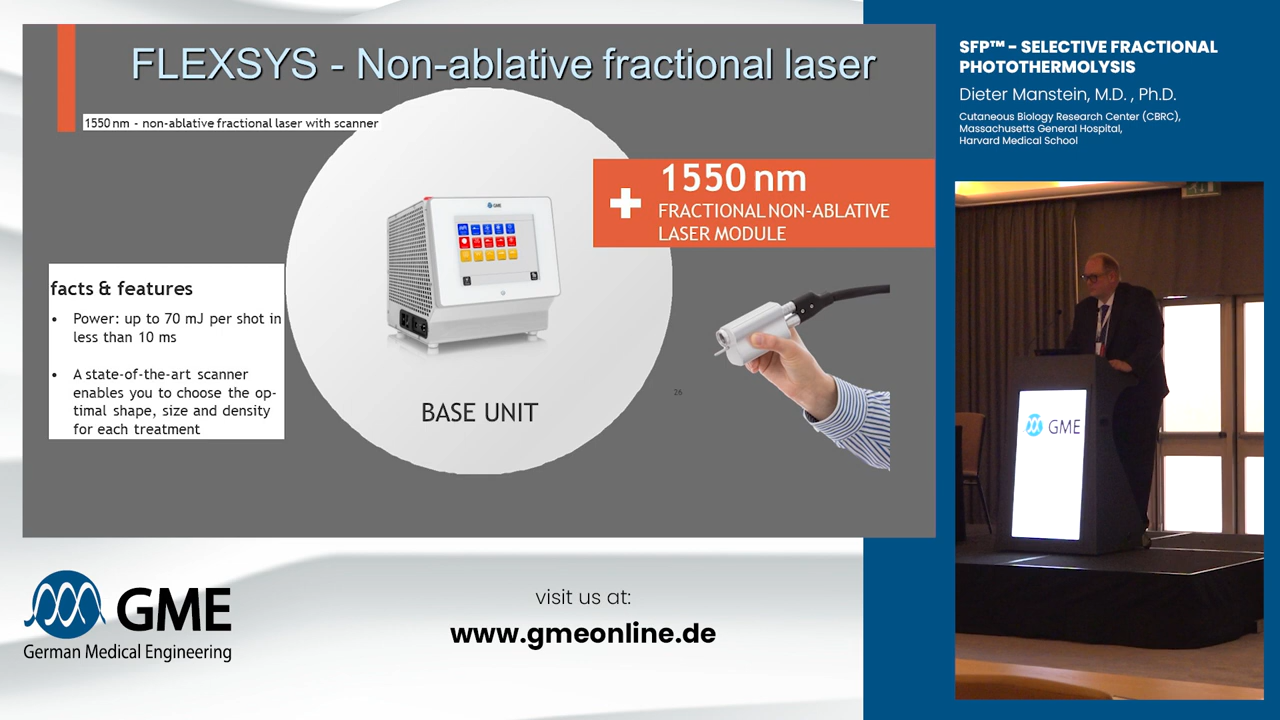 FLEXSYS - Non-ablative fractional laser
1550 nm - non-ablative fractional laser with scanner
1550 nm
FRACTIONAL NON-ABLATIVE
LASER MODULE
GME
facts & features
• Power: up to 70 mJ per shot in
less than 10 ms
• A state-of-the-art scanner
enables you to choose the op-
timal shape, size and density
for each treatment
BASE UNIT
26
SFP™ - SELECTIVE FRACTIONAL
PHOTOTHERMOLYSIS
Dieter Manstein, M.D. , Ph.D.
Cutaneous Biology Research Center (CBRC),
Massachusetts General Hospital,
Harvard Medical School
GME
GME
German Medical Engineering
visit us at:
www.gmeonline.de